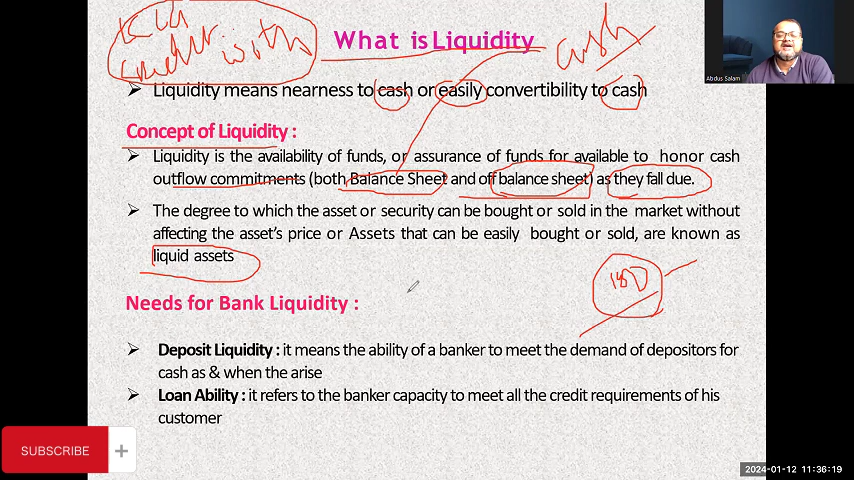 What is Liquidity
cash
➤ Liquidity means nearness to cash or easily convertibility to cash
Concept of Liquidity :
➤ Liquidity is the availability of funds, or assurance of funds for available to honor cash
outflow commitments (both Balance Sheet and off balance sheet) as they fall due.
➤ The degree to which the asset or security can be bought or sold in the market without
affecting the asset's price or Assets that can be easily bought or sold, are known as
liquid assets
Needs for Bank Liquidity :
➤ Deposit Liquidity : it means the ability of a banker to meet the demand of depositors for
cash as & when the arise
➤ Loan Ability : it refers to the banker capacity to meet all the credit requirements of his
customer
Abdus Salam
SUBSCRIBE +
2024-01-12 11:36:19